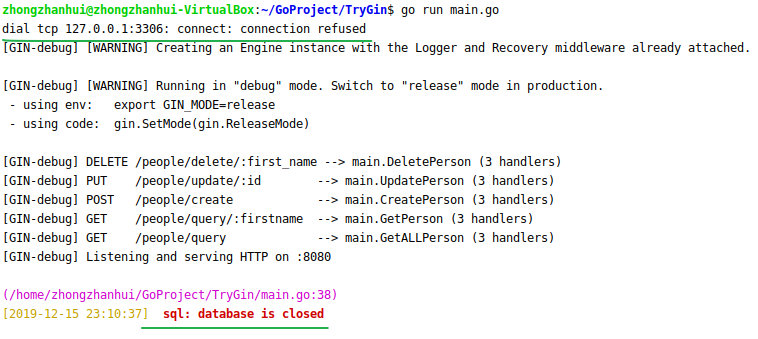 zhongzhanhui@zhongzhanhui-VirtualBox:~/GoProject/TryGin$ go run main.go
dial tcp 127.0.0.1:3306: connect: connection refused
[GIN-debug] [WARNING] Creating an Engine instance with the Logger and Recovery middleware already attached.
[GIN-debug] [WARNING] Running in "debug" mode. Switch to "release" mode in production.
 - using env:   export GIN_MODE=release
 - using code:  gin.SetMode(gin.ReleaseMode)
[GIN-debug] DELETE /people/delete/:first_name --> main.DeletePerson (3 handlers)
[GIN-debug] PUT    /people/update/:id        --> main.UpdatePerson (3 handlers)
[GIN-debug] POST   /people/create            --> main.CreatePerson (3 handlers)
[GIN-debug] GET    /people/query/:firstname  --> main.GetPerson (3 handlers)
[GIN-debug] GET    /people/query             --> main.GetALLPerson (3 handlers)
[GIN-debug] Listening and serving HTTP on :8080
(/home/zhongzhanhui/GoProject/TryGin/main.go:38)
[2019-12-15 23:10:37]  sql: database is closed